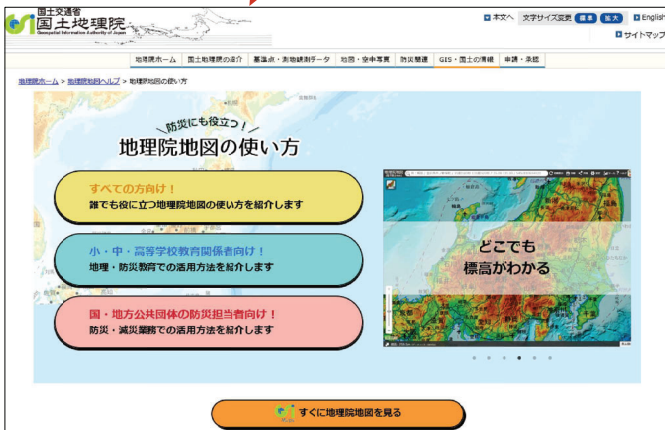 国土交通省
国土地理院
Geospatial Information Authority of Japan
本文へ 文字サイズ変更 標準 拡大 English
サイトマップ
地理院ホーム 国土地理院の紹介 基準点・測地観測データ 地図・空中写真 防災関連 GIS・国土の情報 申請・承認
地理院ホーム > 地理院地図ヘルプ > 地理院地図の使い方
防災にも役立つ！
地理院地図の使い方
すべての方向け！
誰でも役に立つ地理院地図の使い方を紹介します
小・中・高等学校教育関係者向け！
地理・防災教育での活用方法を紹介します
国・地方公共団体の防災担当者向け！
防災・減災業務での活用方法を紹介します
どこでも
標高がわかる
福島
京都
静岡
千葉
すぐに地理院地図を見る